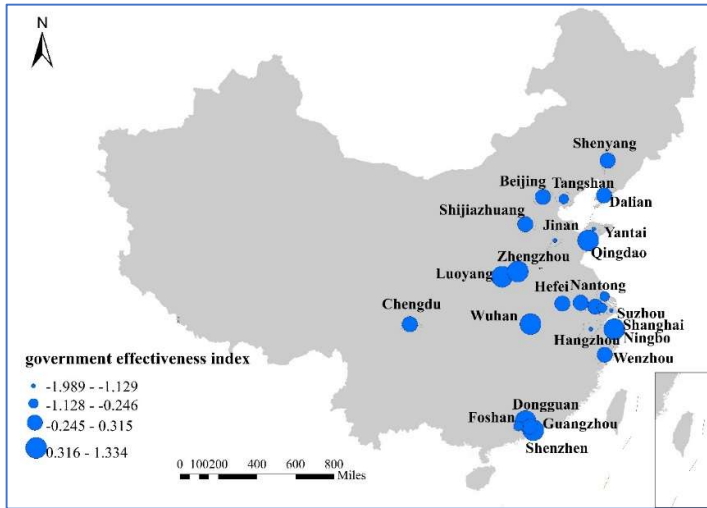 N
Shenyang
Beijing
Tangshan
Dalian
Shijiazhuang
Jinan
Yantai
Qingdao
Zhengzhou
Luoyang
Hefei
Nantong
Chengdu
Wuhan
Suzhou
Shanghai
Hangzhou
Ningbo
Wenzhou
government effectiveness index
-1.989 - -1.129
-1.128 - -0.246
-0.245 - 0.315
0.316 - 1.334
Dongguan
Foshan
Guangzhou
Shenzhen
0 100200 400 600 800
Miles